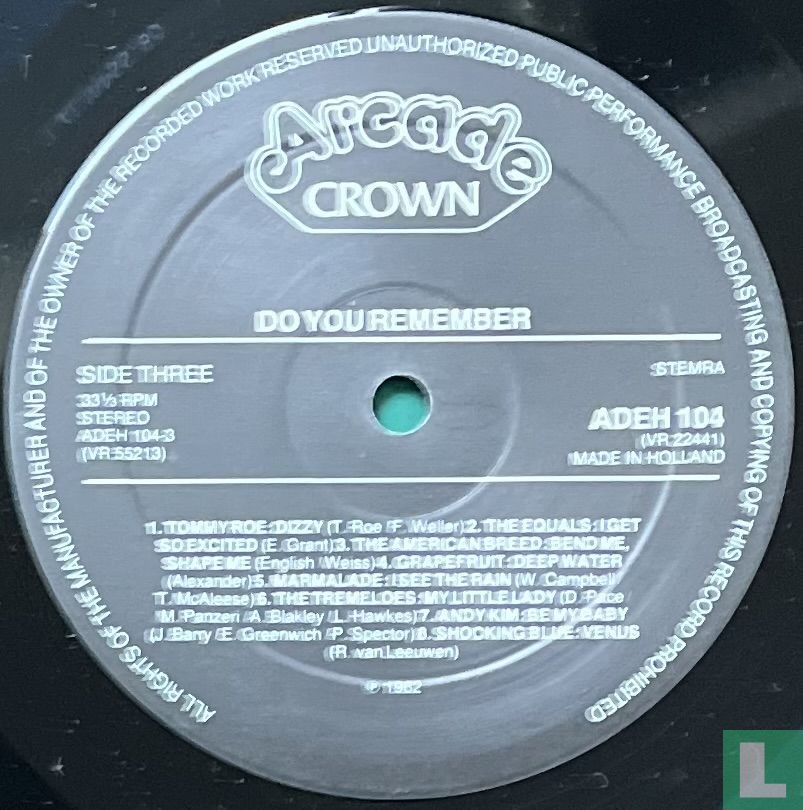 ALL RIGHTS OF THE MANUFACTURER AND OF THE OWNER OF THE RECORDED WORK RESERVED UNAUTHORIZED PUBLIC PERFORMANCE BROADCASTING AND COPYING OF THIS RECORD PROHIBITED
Arcade
CROWN
DO YOU REMEMBER
SIDE THREE
33⅓ RPM
STEREO
ADEH 104-3
(VR 55213)
STEMRA
ADEH 104
(VR 22441)
MADE IN HOLLAND
1. TOMMY ROE: DIZZY (T. Roe F. Weller) 2. THE EQUALS: I GET
SO EXCITED (E. Grant) 3. THE AMERICAN BREED: BEND ME,
SHAPE ME (English Weiss) 4. GRAPEFRUIT: DEEP WATER
(Alexander) 5. MARMALADE: I SEE THE RAIN (W. Campbell
T. McAleese) 6. THE TREMELOES: MY LITTLE LADY (D. Pace
M. Panzeri A. Blakley L. Hawkes) 7. ANDY KIM: BE MY BABY
(J. Barry E. Greenwich P. Spector) 8. SHOCKING BLUE: VENUS
(R. van Leeuwen)
℗ 1982
L